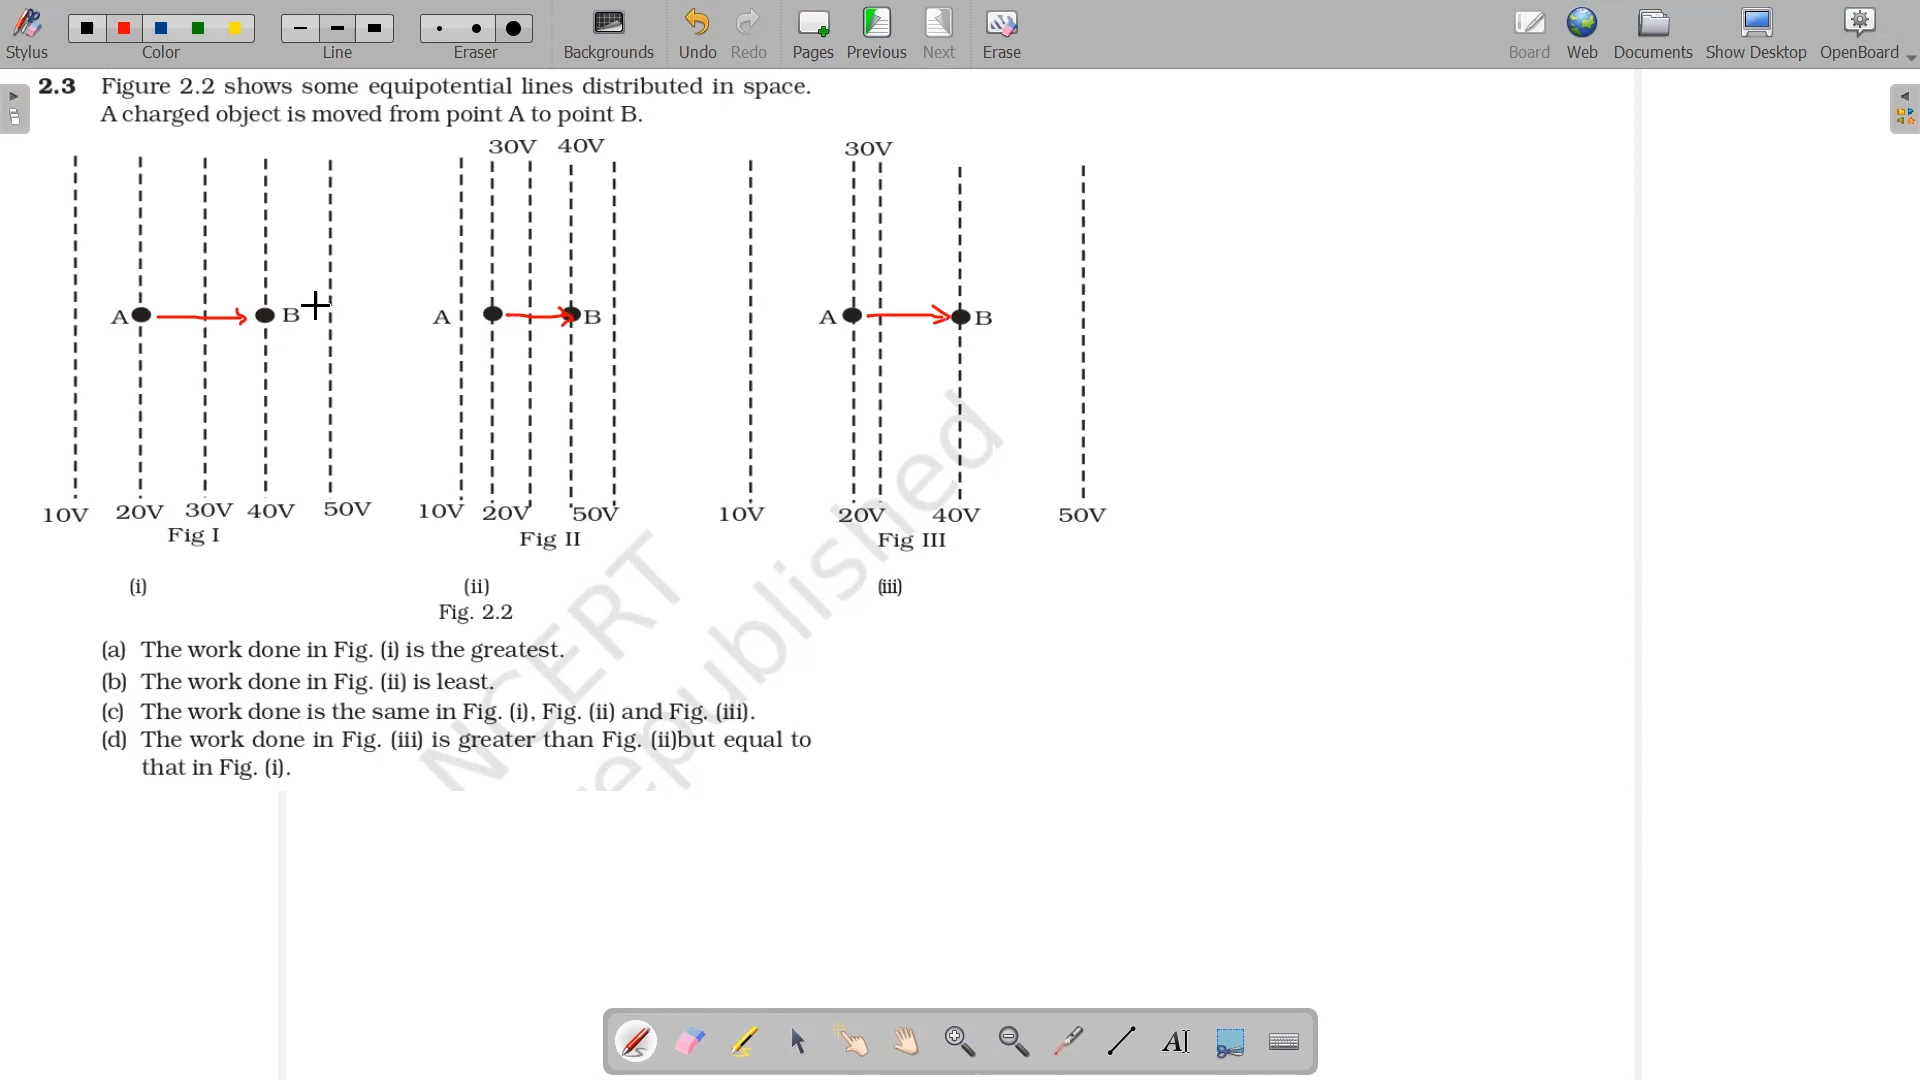 Stylus Color Line Eraser Backgrounds Undo Redo Pages Previous Next Erase Board Web Documents Show Desktop OpenBoard
2.3 Figure 2.2 shows some equipotential lines distributed in space.
A charged object is moved from point A to point B.
30V 40V 30V
A B A B A B
10V 20V 30V 40V 50V 10V 20V 50V 10V 20V 40V 50V
Fig I Fig II Fig III
(i) (ii) (iii)
Fig. 2.2
(a) The work done in Fig. (i) is the greatest.
(b) The work done in Fig. (ii) is least.
(c) The work done is the same in Fig. (i), Fig. (ii) and Fig. (iii).
(d) The work done in Fig. (iii) is greater than Fig. (ii)but equal to
that in Fig. (i).
NCERT
republished
AI